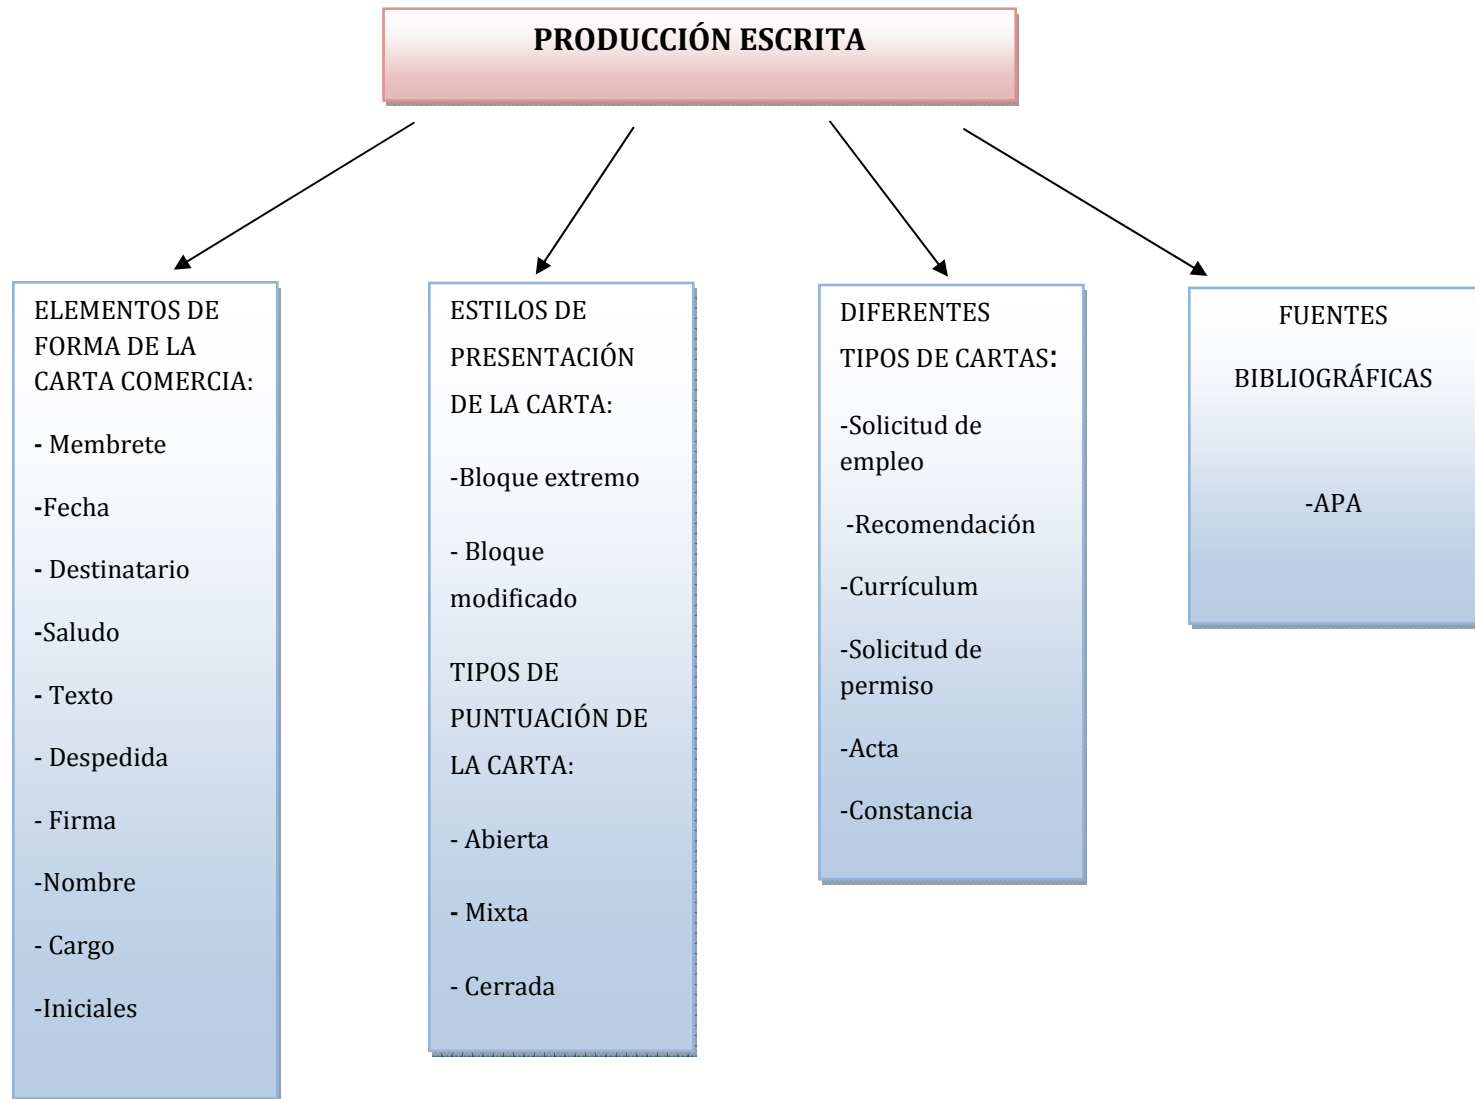 PRODUCCIÓN ESCRITA
ELEMENTOS DE
FORMA DE LA
CARTA COMERCIA:
- Membrete
-Fecha
- Destinatario
-Saludo
- Texto
- Despedida
- Firma
-Nombre
- Cargo
-Iniciales
ESTILOS DE
PRESENTACIÓN
DE LA CARTA:
-Bloque extremo
- Bloque
modificado
TIPOS DE
PUNTUACIÓN DE
LA CARTA:
- Abierta
- Mixta
- Cerrada
DIFERENTES
TIPOS DE CARTAS:
-Solicitud de
empleo
-Recomendación
-Currículum
-Solicitud de
permiso
-Acta
-Constancia
FUENTES
BIBLIOGRÁFICAS
-APA